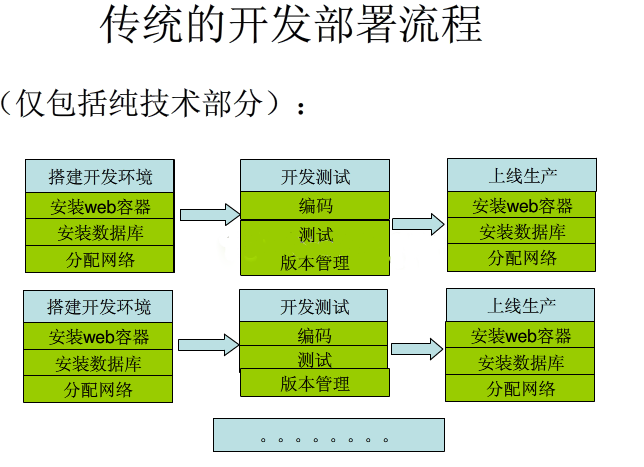 传统的开发部署流程
（仅包括纯技术部分）：
搭建开发环境
安装web容器
安装数据库
分配网络
开发测试
编码
测试
版本管理
上线生产
安装web容器
安装数据库
分配网络
搭建开发环境
安装web容器
安装数据库
分配网络
开发测试
编码
测试
版本管理
上线生产
安装web容器
安装数据库
分配网络
。。。。。。。。